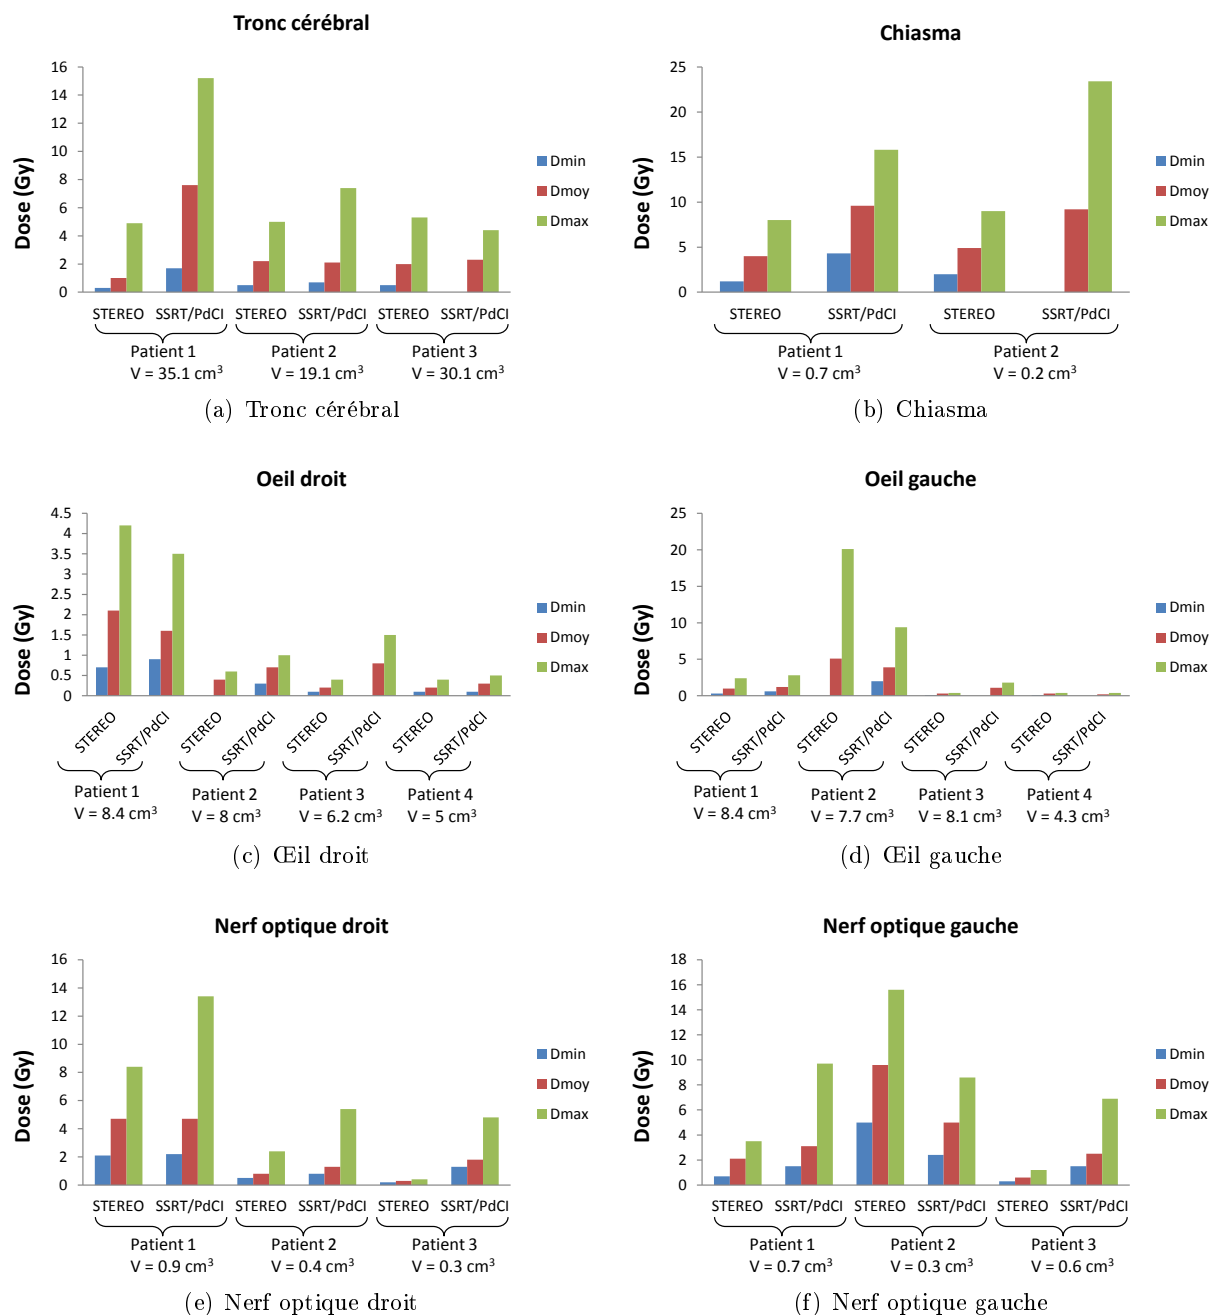 Tronc cérébral
16
14
12
10
8
6
4
2
0
Dose (Gy)
Dmin
Dmoy
Dmax
STEREO SSRT/PdCI STEREO SSRT/PdCI STEREO SSRT/PdCI
Patient 1 Patient 2 Patient 3
V = 35.1 cm³ V = 19.1 cm³ V = 30.1 cm³
(a) Tronc cérébral
Chiasma
25
20
15
10
5
0
Dose (Gy)
Dmin
Dmoy
Dmax
STEREO SSRT/PdCI STEREO SSRT/PdCI
Patient 1 Patient 2
V = 0.7 cm³ V = 0.2 cm³
(b) Chiasma
Oeil droit
4.5
4
3.5
3
2.5
2
1.5
1
0.5
0
Dose (Gy)
Dmin
Dmoy
Dmax
STEREO SSRT/PdCI STEREO SSRT/PdCI STEREO SSRT/PdCI STEREO SSRT/PdCI
Patient 1 Patient 2 Patient 3 Patient 4
V = 8.4 cm³ V = 8 cm³ V = 6.2 cm³ V = 5 cm³
(c) Œil droit
Oeil gauche
25
20
15
10
5
0
Dose (Gy)
Dmin
Dmoy
Dmax
STEREO SSRT/PdCI STEREO SSRT/PdCI STEREO SSRT/PdCI STEREO SSRT/PdCI
Patient 1 Patient 2 Patient 3 Patient 4
V = 8.4 cm³ V = 7.7 cm³ V = 8.1 cm³ V = 4.3 cm³
(d) Œil gauche
Nerf optique droit
16
14
12
10
8
6
4
2
0
Dose (Gy)
Dmin
Dmoy
Dmax
STEREO SSRT/PdCI STEREO SSRT/PdCI STEREO SSRT/PdCI
Patient 1 Patient 2 Patient 3
V = 0.9 cm³ V = 0.4 cm³ V = 0.3 cm³
(e) Nerf optique droit
Nerf optique gauche
18
16
14
12
10
8
6
4
2
0
Dose (Gy)
Dmin
Dmoy
Dmax
STEREO SSRT/PdCI STEREO SSRT/PdCI STEREO SSRT/PdCI
Patient 1 Patient 2 Patient 3
V = 0.7 cm³ V = 0.3 cm³ V = 0.6 cm³
(f) Nerf optique gauche